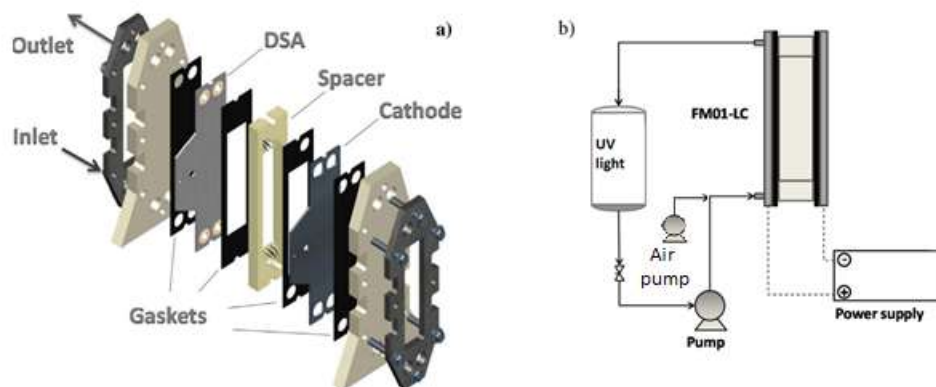 a)
DSA
Outlet
Spacer
Cathode
Inlet
Gaskets
b)
FM01-LC
UV
light
Air
pump
Pump
Power supply